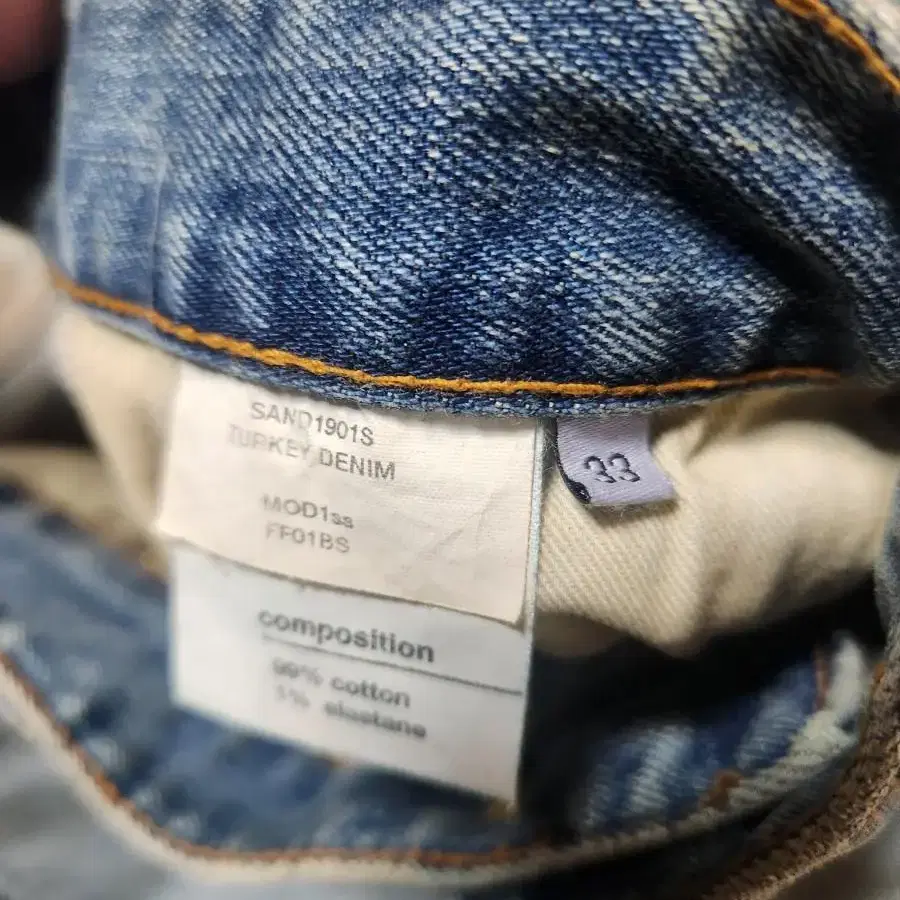 SAND1901S
TURKEY DENIM
MOD1ss
FF01BS
33
composition
99% cotton
1% elastane